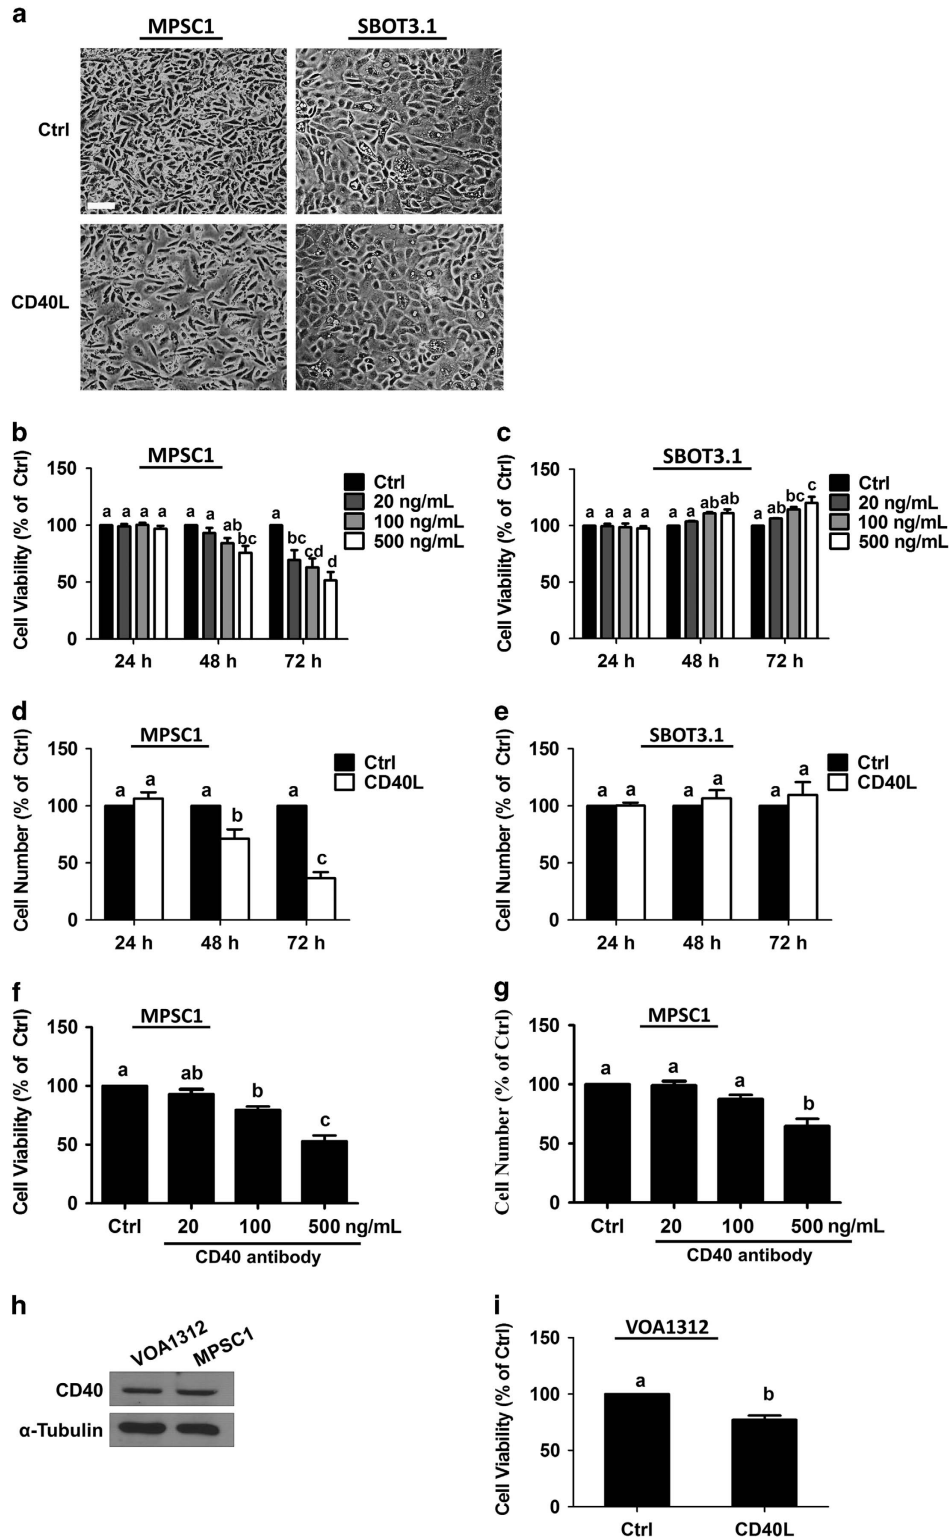 a
MPSC1
SBOT3.1
Ctrl
CD40L
b
MPSC1
Cell Viability (% of Ctrl)
150
100
50
0
a a a a
a a ab bc
a bc cd d
24 h 48 h 72 h
Ctrl
20 ng/mL
100 ng/mL
500 ng/mL
c
SBOT3.1
Cell Viability (% of Ctrl)
150
100
50
0
a a a a
a a ab ab
a ab bc c
24 h 48 h 72 h
Ctrl
20 ng/mL
100 ng/mL
500 ng/mL
d
MPSC1
Cell Number (% of Ctrl)
150
100
50
0
a a a b a c
24 h 48 h 72 h
Ctrl
CD40L
e
SBOT3.1
Cell Number (% of Ctrl)
150
100
50
0
a a a a a a
24 h 48 h 72 h
Ctrl
CD40L
f
MPSC1
Cell Viability (% of Ctrl)
150
100
50
0
a ab b c
Ctrl 20 100 500 ng/mL
CD40 antibody
g
MPSC1
Cell Number (% of Ctrl)
150
100
50
0
a a a b
Ctrl 20 100 500 ng/mL
CD40 antibody
h
VOA1312
MPSC1
CD40
α-Tubulin
i
VOA1312
Cell Viability (% of Ctrl)
150
100
50
0
a b
Ctrl CD40L